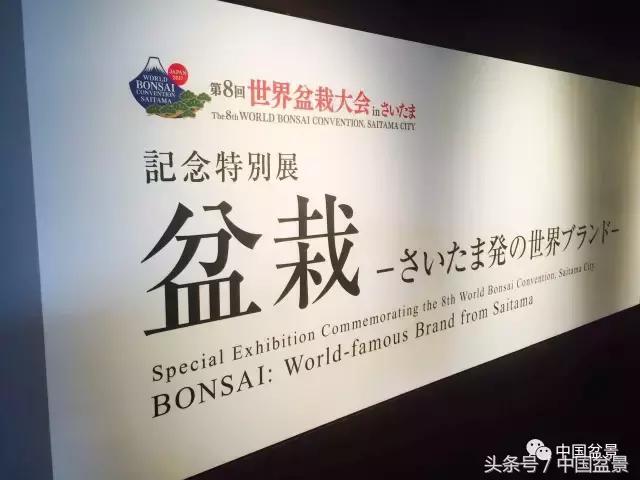 WORLD
BONSAI
CONVENTION
SAITAMA
JAPAN
2017
第8回世界盆栽大会inさいたま
The 8th WORLD BONSAI CONVENTION, SAITAMA CITY
記念特別展
盆栽 –さいたま発の世界ブランド–
Special Exhibition Commemorating the 8th World Bonsai Convention, Saitama City
BONSAI: World-famous Brand from Saitama
中国盆景
头条号 / 中国盆景